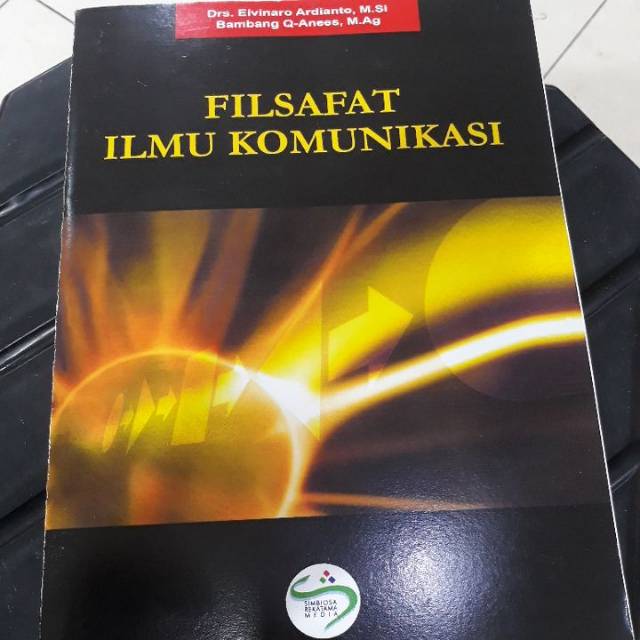 Drs. Elvinaro Ardianto, M.Si
Bambang Q-Anees, M.Ag
FILSAFAT
ILMU KOMUNIKASI
SIMBIOSA
REKATAMA
MEDIA